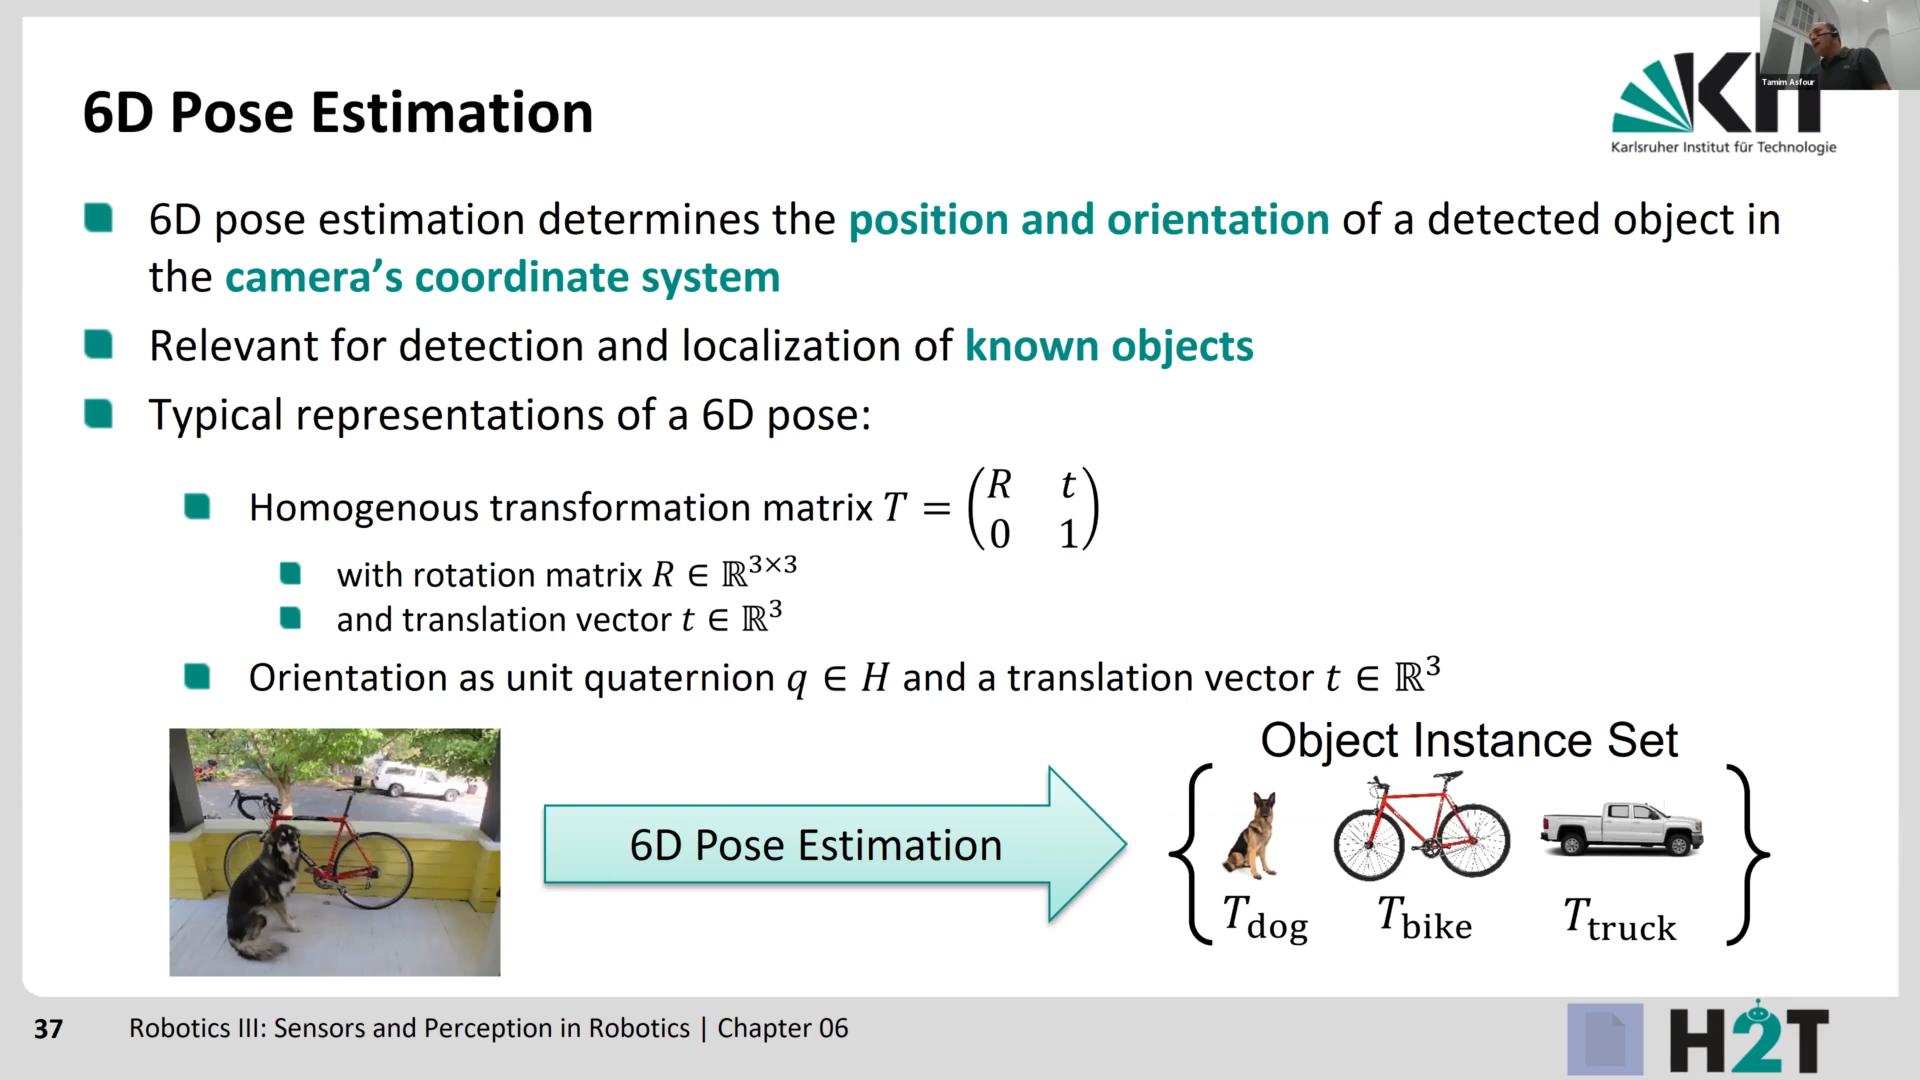 6D Pose Estimation
Tamim Asfour
Karlsruher Institut für Technologie
6D pose estimation determines the position and orientation of a detected object in
the camera’s coordinate system
Relevant for detection and localization of known objects
Typical representations of a 6D pose:
Homogenous transformation matrix T = (R t
0 1)
with rotation matrix R ∈ ℝ³ˣ³
and translation vector t ∈ ℝ³
Orientation as unit quaternion q ∈ H and a translation vector t ∈ ℝ³
Object Instance Set
6D Pose Estimation
T_dog T_bike T_truck
37 Robotics III: Sensors and Perception in Robotics | Chapter 06
H2T